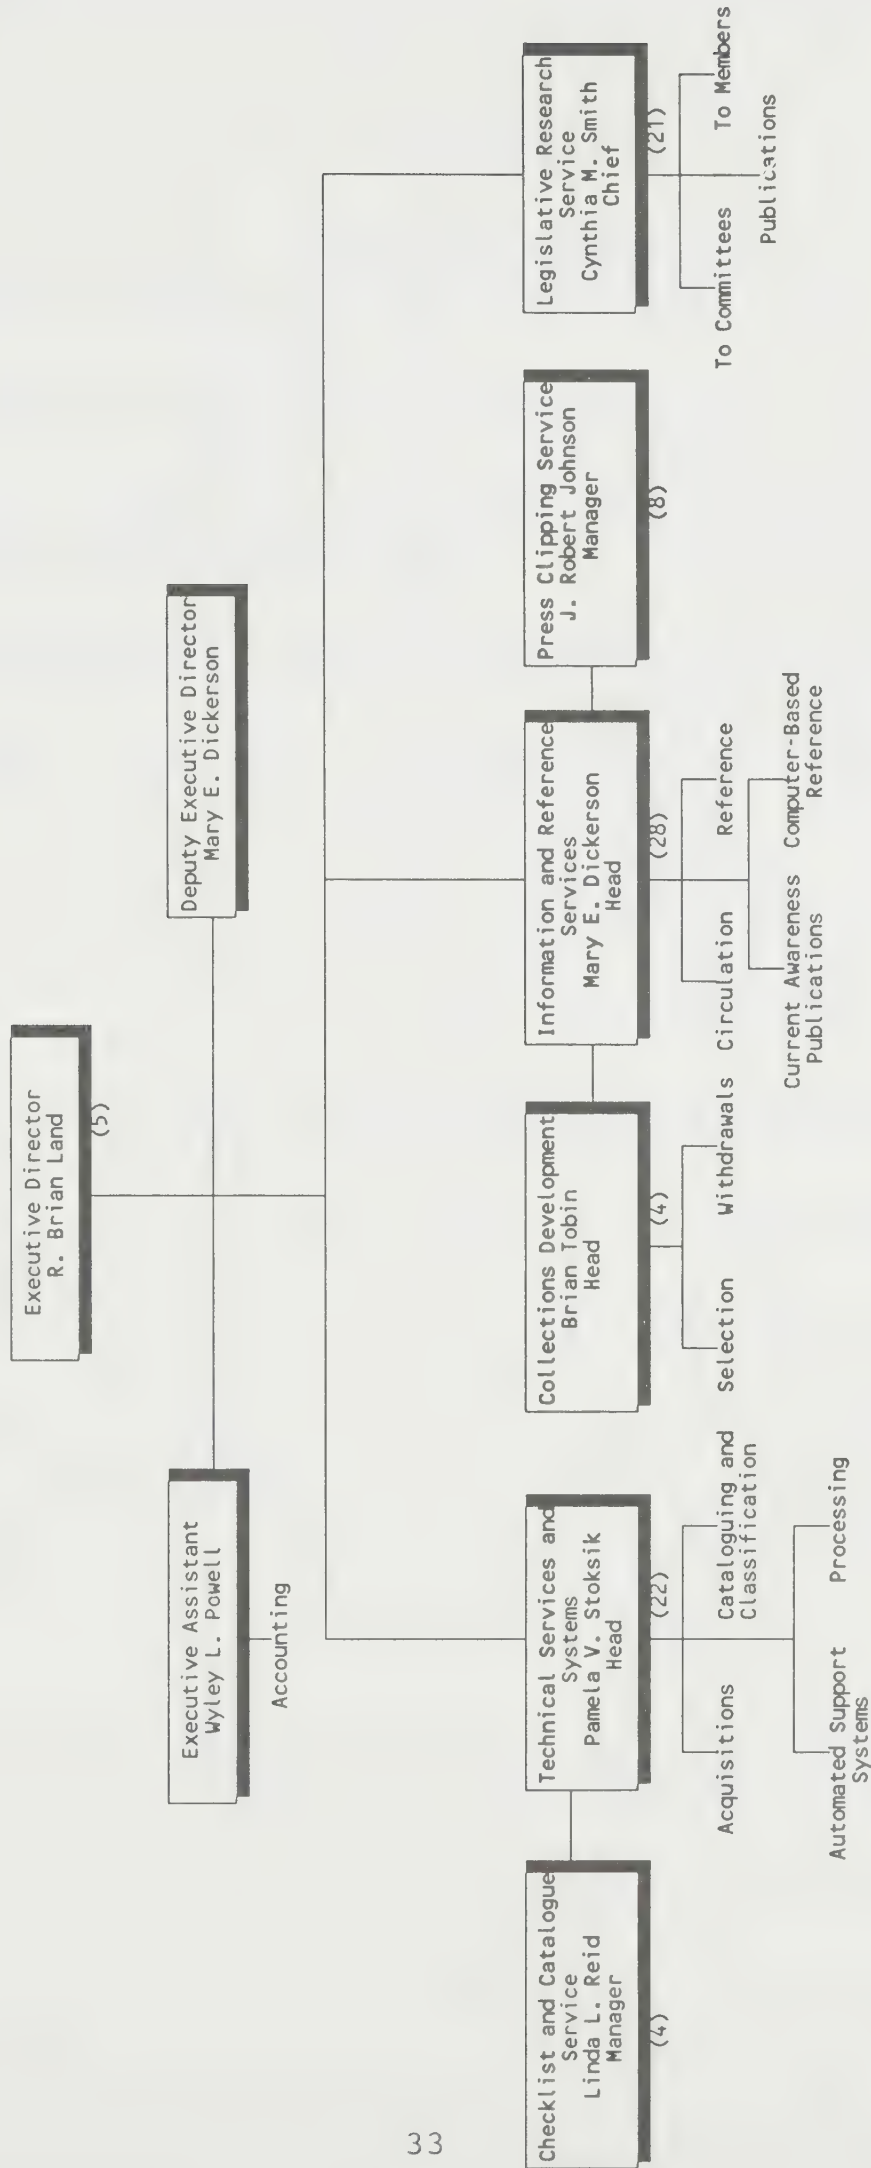 Executive Director
R. Brian Land
(5)
Executive Assistant
Wyley L. Powell
Accounting
Deputy Executive Director
Mary E. Dickerson
Checklist and Catalogue
Service
Linda L. Reid
Manager
(4)
Technical Services and
Systems
Pamela V. Stoksik
Head
(22)
Acquisitions
Cataloguing and
Classification
Automated Support
Systems
Processing
Collections Development
Brian Tobin
Head
(4)
Selection
Withdrawals
Information and Reference
Services
Mary E. Dickerson
Head
(28)
Circulation
Reference
Current Awareness
Publications
Computer-Based
Reference
Press Clipping Service
J. Robert Johnson
Manager
(8)
Legislative Research
Service
Cynthia M. Smith
Chief
(21)
To Committees
To Members
Publications
33